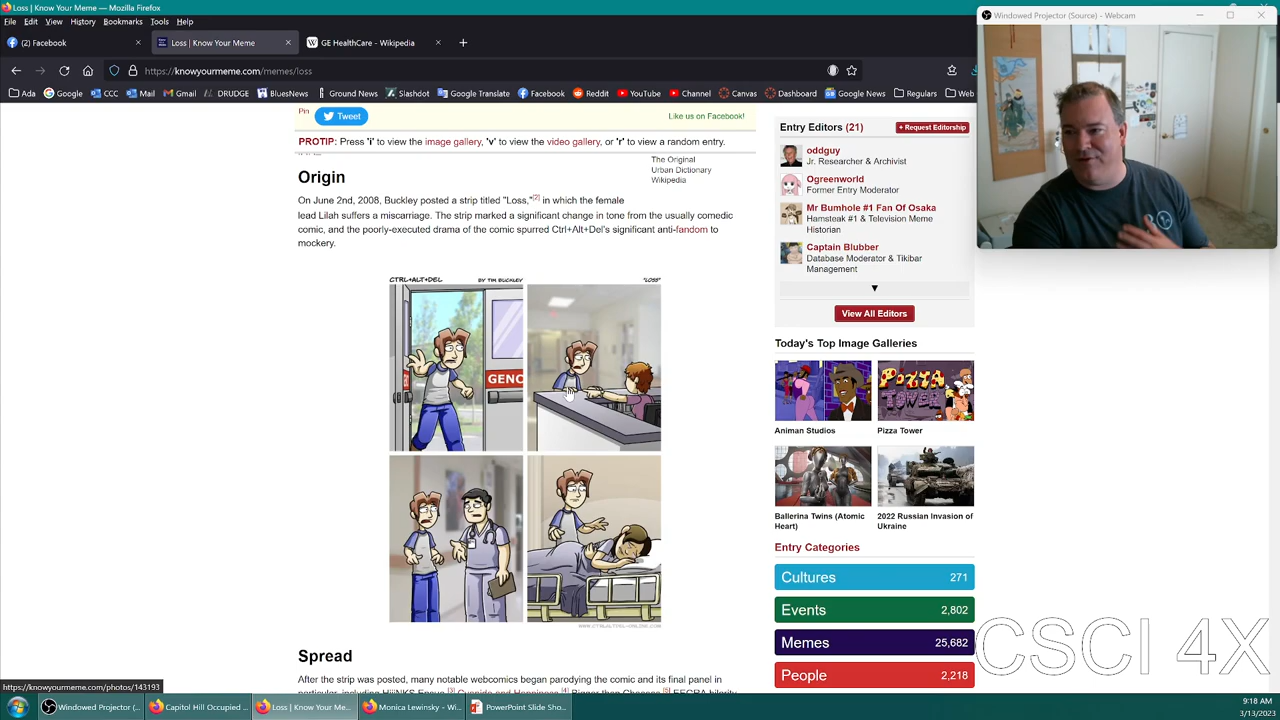 Loss | Know Your Meme — Mozilla Firefox
File Edit View History Bookmarks Tools Help
Windowed Projector (Source) - Webcam
(2) Facebook
Loss | Know Your Meme
GE Healthcare - Wikipedia
https://knowyourmeme.com/memes/loss
Ada Google CCC Mail Gmail DRUDGE BluesNews Ground News Slashdot Google Translate Facebook Reddit YouTube Channel Canvas Dashboard Google News Regulars Web
Pin Tweet
Like us on Facebook!
PROTIP: Press 'i' to view the image gallery, 'v' to view the video gallery, or 'r' to view a random entry.
The Original
Urban Dictionary
Wikipedia
Origin
On June 2nd, 2008, Buckley posted a strip titled "Loss,"[2] in which the female
lead Lilah suffers a miscarriage. The strip marked a significant change in tone from the usually comedic
comic, and the poorly-executed drama of the comic spurred Ctrl+Alt+Del's significant anti-fandom to
mockery.
CTRL+ALT+DEL BY TIM BUCKLEY "LOSS"
GENC
WWW.CTRLALTDEL-ONLINE.COM
Spread
After the strip was posted, many notable webcomics began parodying the comic and its final panel in
https://knowyourmeme.com/photos/143193
Entry Editors (21)
+ Request Editorship
oddguy
Jr. Researcher & Archivist
Ogreenworld
Former Entry Moderator
Mr Bumhole #1 Fan Of Osaka
Hamsteak #1 & Television Meme
Historian
Captain Blubber
Database Moderator & Tikibar
Management
▼
View All Editors
Today's Top Image Galleries
PIZZA
TOWER
Animan Studios
Pizza Tower
Ballerina Twins (Atomic
Heart)
2022 Russian Invasion of
Ukraine
Entry Categories
Cultures 271
Events 2,802
Memes 25,682
People 2,218
CSCI 4X
Windowed Projector (...
Capitol Hill Occupied ...
Loss | Know Your Me...
Monica Lewinsky - Wi...
PowerPoint Slide Sho...
9:18 AM
3/13/2023